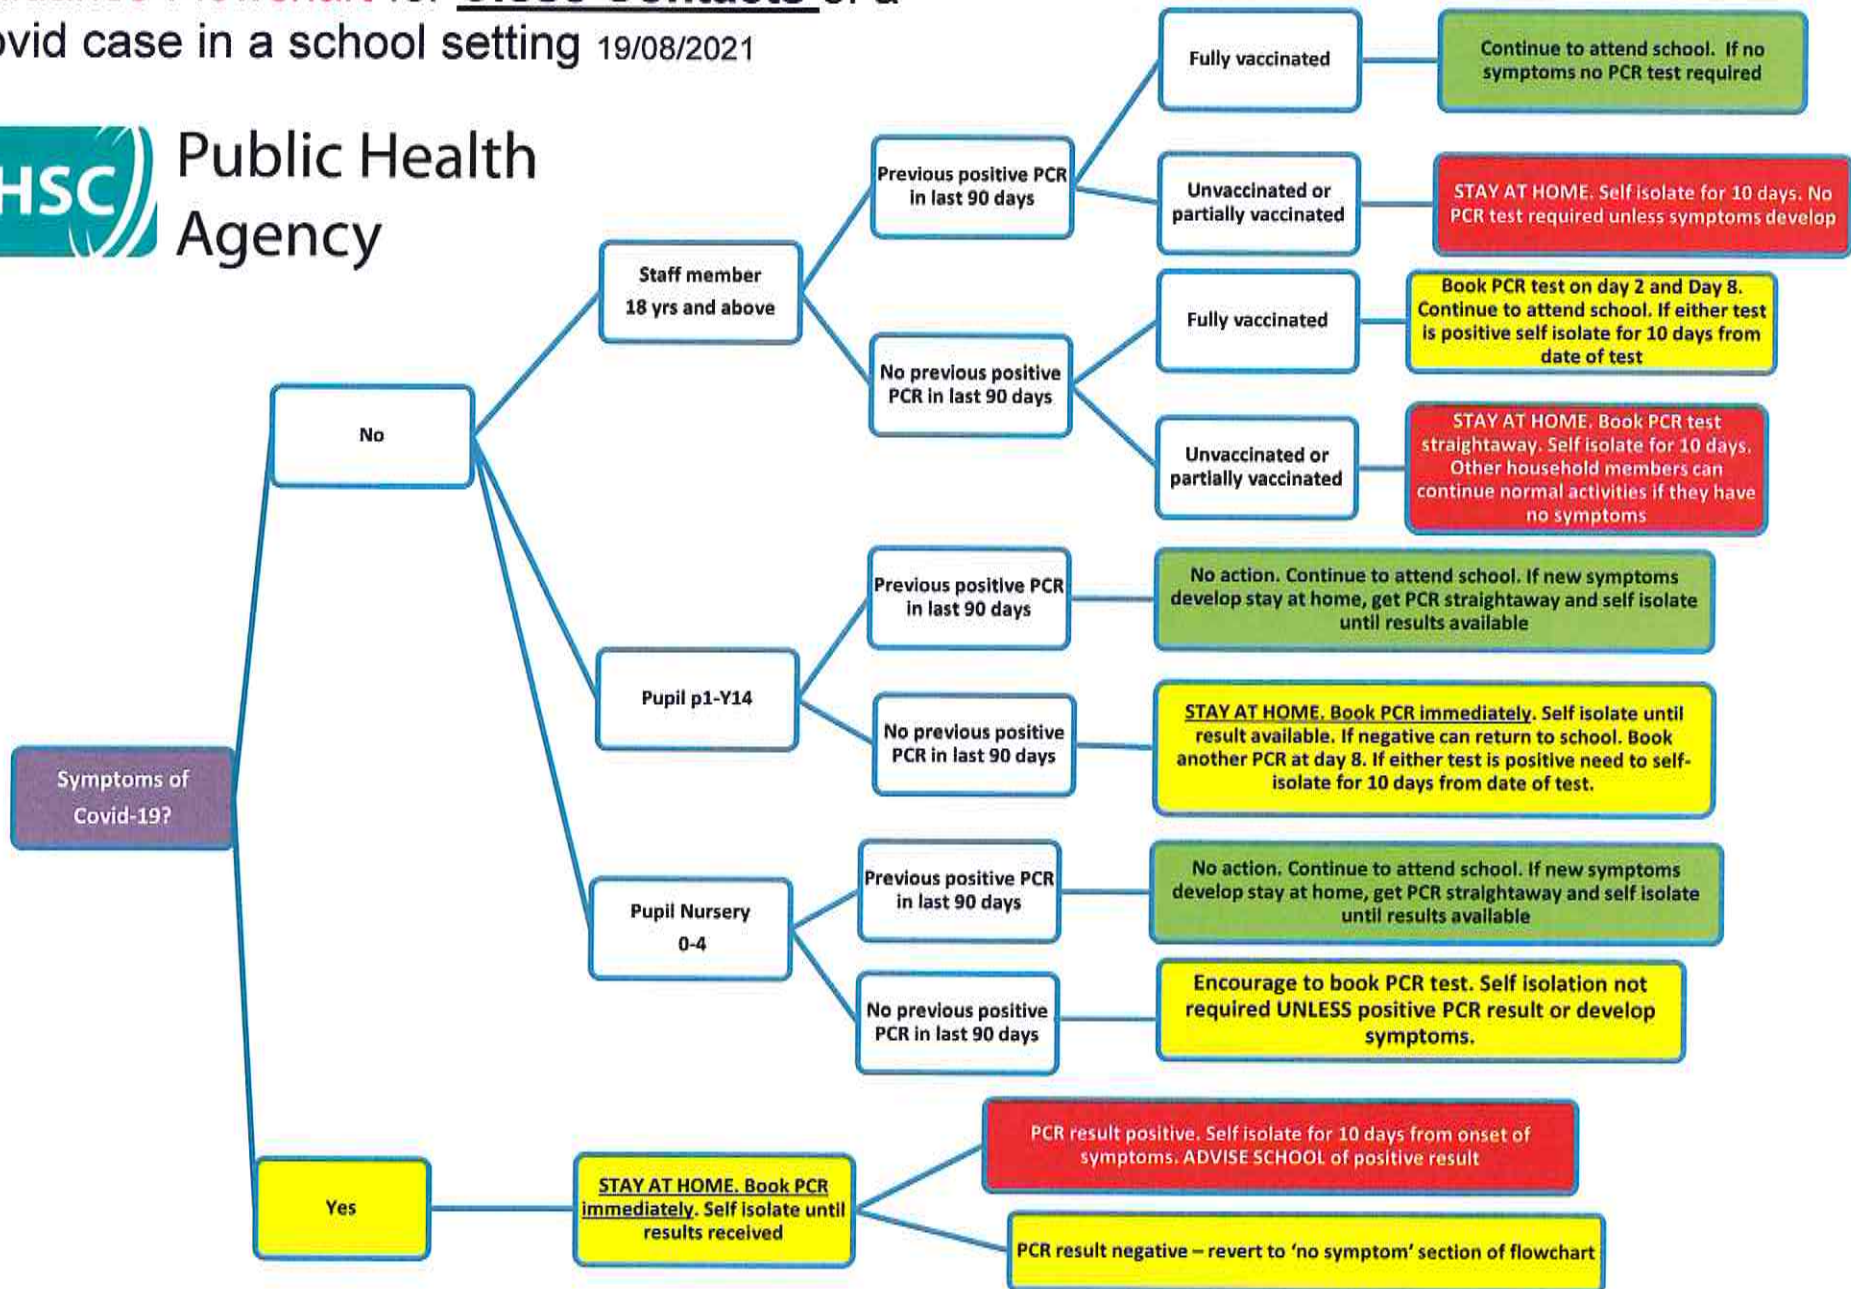 Flowchart for Close Contacts of a
ovid case in a school setting 19/08/2021
HSC
Public Health
Agency
Symptoms of
Covid-19?
No
Staff member
18 yrs and above
Previous positive PCR
in last 90 days
Fully vaccinated
Continue to attend school. If no
symptoms no PCR test required
Unvaccinated or
partially vaccinated
STAY AT HOME. Self isolate for 10 days. No
PCR test required unless symptoms develop
No previous positive
PCR in last 90 days
Fully vaccinated
Book PCR test on day 2 and Day 8.
Continue to attend school. If either test
is positive self isolate for 10 days from
date of test
Unvaccinated or
partially vaccinated
STAY AT HOME. Book PCR test
straightaway. Self isolate for 10 days.
Other household members can
continue normal activities if they have
no symptoms
Pupil p1-Y14
Previous positive PCR
in last 90 days
No action. Continue to attend school. If new symptoms
develop stay at home, get PCR straightaway and self isolate
until results available
No previous positive
PCR in last 90 days
STAY AT HOME. Book PCR immediately. Self isolate until
result available. If negative can return to school. Book
another PCR at day 8. If either test is positive need to self-
isolate for 10 days from date of test.
Pupil Nursery
0-4
Previous positive PCR
in last 90 days
No action. Continue to attend school. If new symptoms
develop stay at home, get PCR straightaway and self isolate
until results available
No previous positive
PCR in last 90 days
Encourage to book PCR test. Self isolation not
required UNLESS positive PCR result or develop
symptoms.
Yes
STAY AT HOME. Book PCR
immediately. Self isolate until
results received
PCR result positive. Self isolate for 10 days from onset of
symptoms. ADVISE SCHOOL of positive result
PCR result negative – revert to ‘no symptom’ section of flowchart